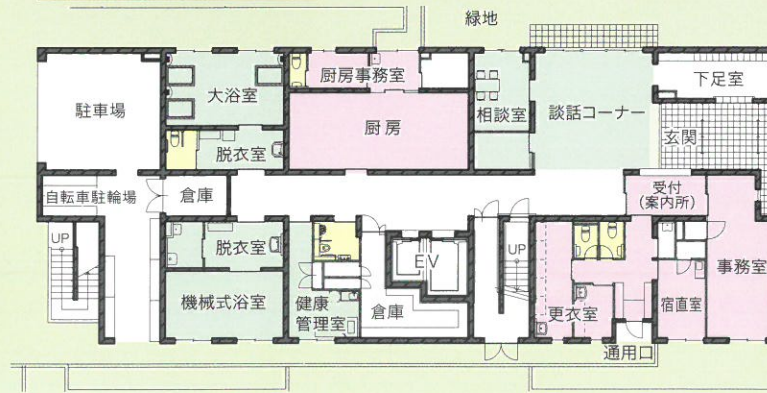 緑地
厨房事務室
下足室
大浴室
駐車場
相談室
談話コーナー
厨房
玄関
脱衣室
自転車駐輪場
倉庫
受付
(案内所)
UP
脱衣室
UP
EV
事務室
機械式浴室
健康
管理室
倉庫
更衣室
宿直室
通用口